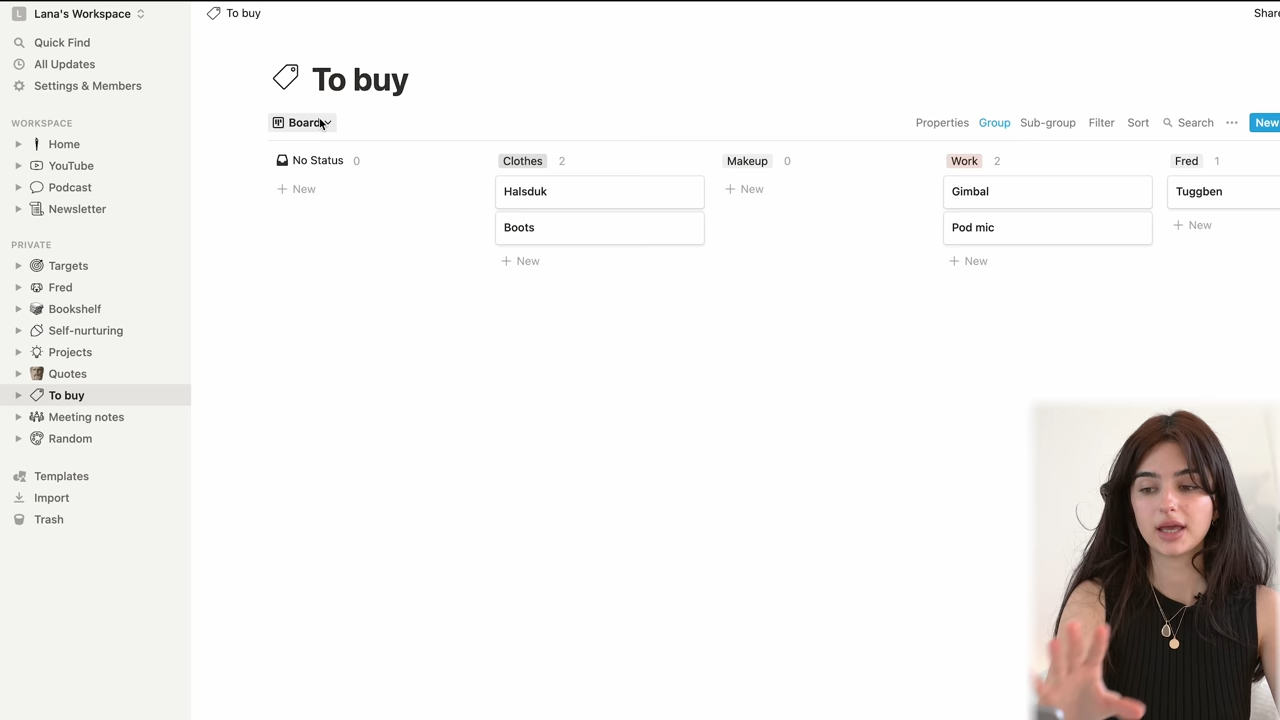 L Lana's Workspace
Quick Find
All Updates
Settings & Members
WORKSPACE
Home
YouTube
Podcast
Newsletter
PRIVATE
Targets
Fred
Bookshelf
Self-nurturing
Projects
Quotes
To buy
Meeting notes
Random
Templates
Import
Trash
To buy
Share
To buy
Board
Properties Group Sub-group Filter Sort Search New
No Status 0
+ New
Clothes 2
Halsduk
Boots
+ New
Makeup 0
+ New
Work 2
Gimbal
Pod mic
+ New
Fred 1
Tuggben
+ New